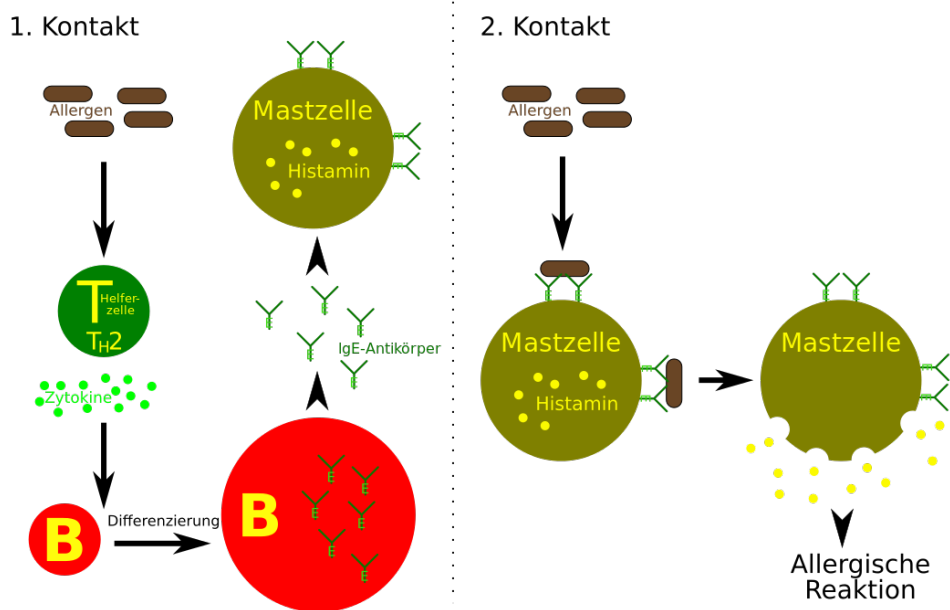 1. Kontakt
Allergen
T
Helfer-
zelle
TH2
Zytokine
B
Differenzierung
B
E
E
E
E
E
E
IgE-Antikörper
E
E
E
E
E
Mastzelle
Histamin
E
E
E
E
2. Kontakt
Allergen
E
E
Mastzelle
Histamin
E
E
E
E
Mastzelle
E
E
Allergische
Reaktion